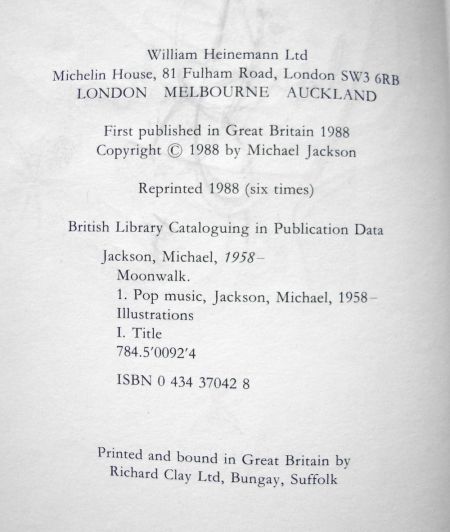 William Heinemann Ltd
Michelin House, 81 Fulham Road, London SW3 6RB
LONDON MELBOURNE AUCKLAND
First published in Great Britain 1988
Copyright © 1988 by Michael Jackson
Reprinted 1988 (six times)
British Library Cataloguing in Publication Data
Jackson, Michael, 1958–
Moonwalk.
1. Pop music, Jackson, Michael, 1958–
Illustrations
I. Title
784.5'0092'4
ISBN 0 434 37042 8
Printed and bound in Great Britain by
Richard Clay Ltd, Bungay, Suffolk